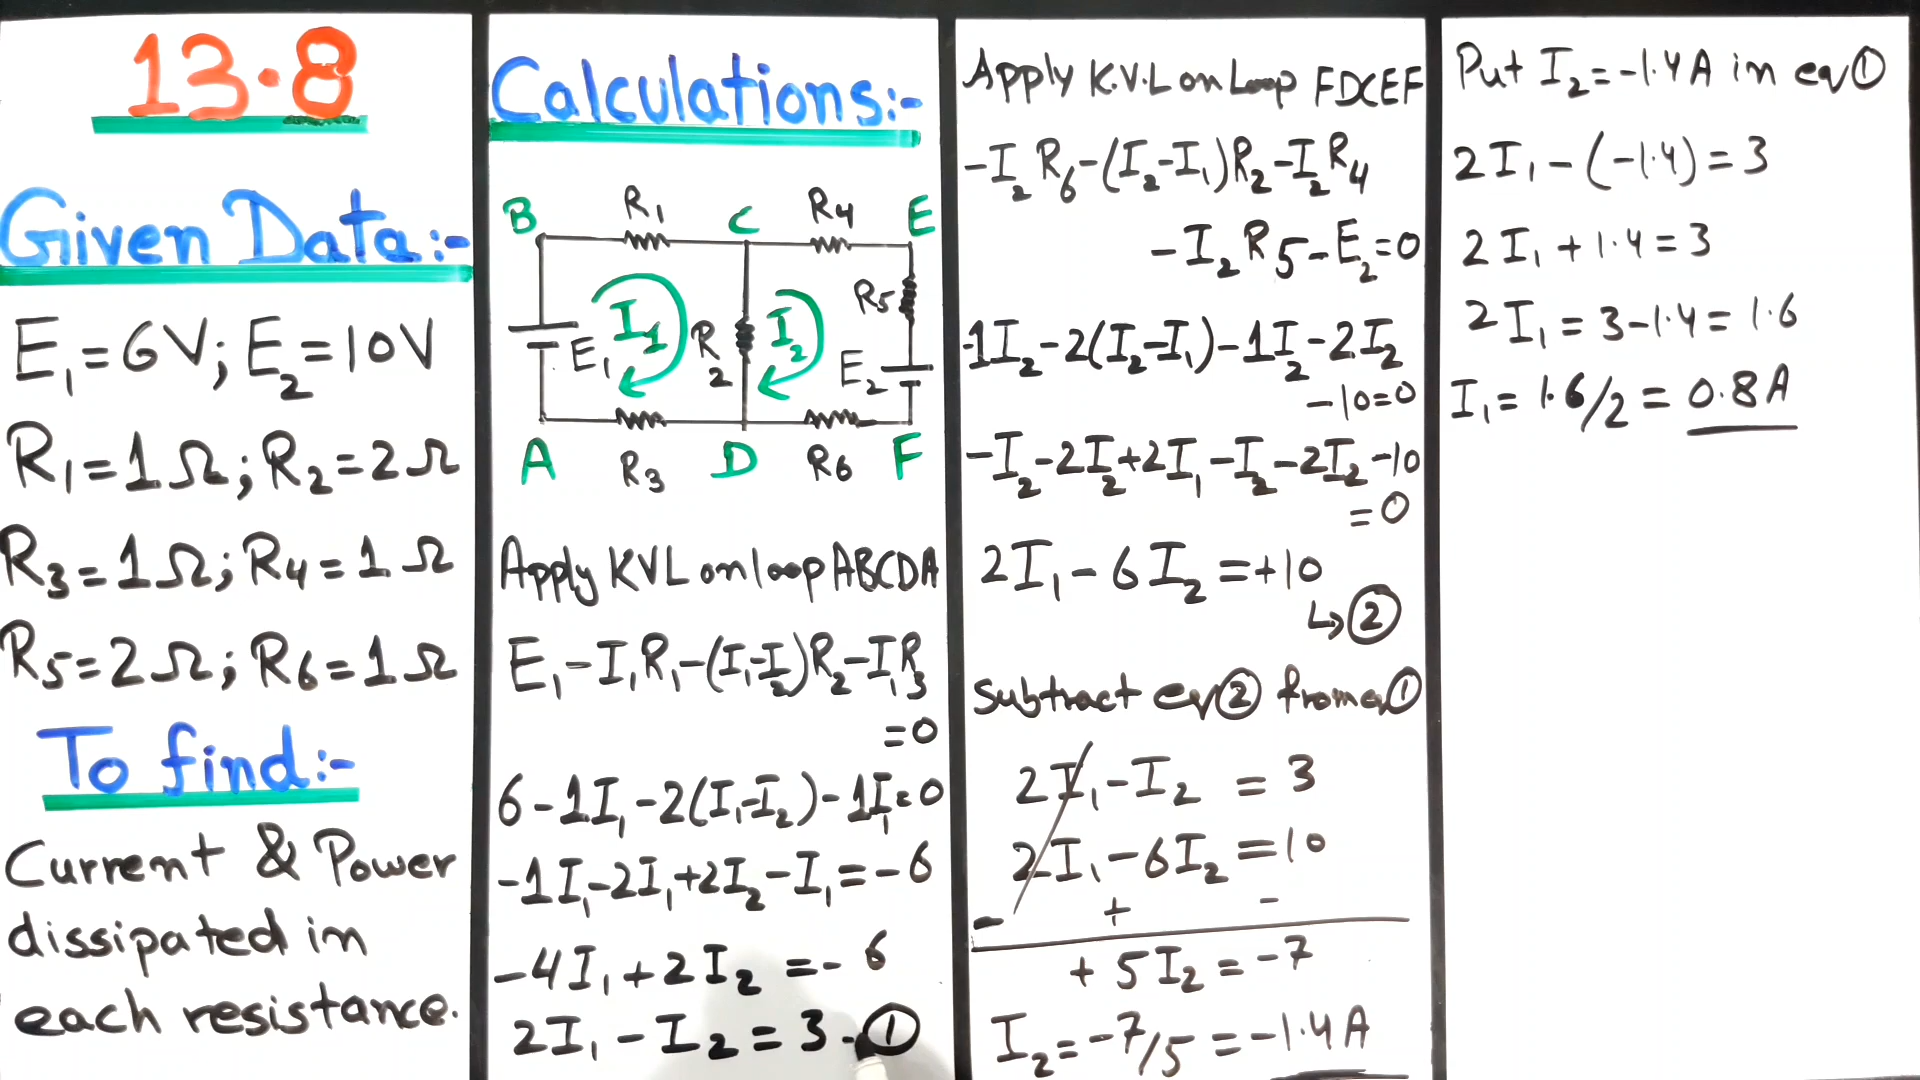 13.8
Given Data:-
E₁=6V; E₂=10V
R₁=1Ω; R₂=2Ω
R₃=1Ω; R₄=1Ω
R₅=2Ω; R₆=1Ω
To find:-
Current & Power
dissipated in
each resistance.
Calculations:-
B R₁ C R₄ E
E₁ I₁ R₂ I₂ R₅
E₂
A R₃ D R₆ F
Apply KVL on loop ABCDA
E₁-I₁R₁-(I₁-I₂)R₂-I₁R₃
=0
6-1I₁-2(I₁-I₂)-1I₁=0
-1I₁-2I₁+2I₂-I₁=-6
-4I₁+2I₂=-6
2I₁-I₂=3-①
Apply K.V.L on Loop FDCEF
-I₂R₆-(I₂-I₁)R₂-I₂R₄
-I₂R₅-E₂=0
-1I₂-2(I₂-I₁)-1I₂-2I₂
-10=0
-I₂-2I₂+2I₁-I₂-2I₂-10
=0
2I₁-6I₂=+10
↳②
Subtract eq② from eq①
2I₁-I₂=3
2I₁-6I₂=10
- + -
+5I₂=-7
I₂=-7/5=-1.4A
Put I₂=-1.4A in eq①
2I₁-(-1.4)=3
2I₁+1.4=3
2I₁=3-1.4=1.6
I₁=1.6/2=0.8A